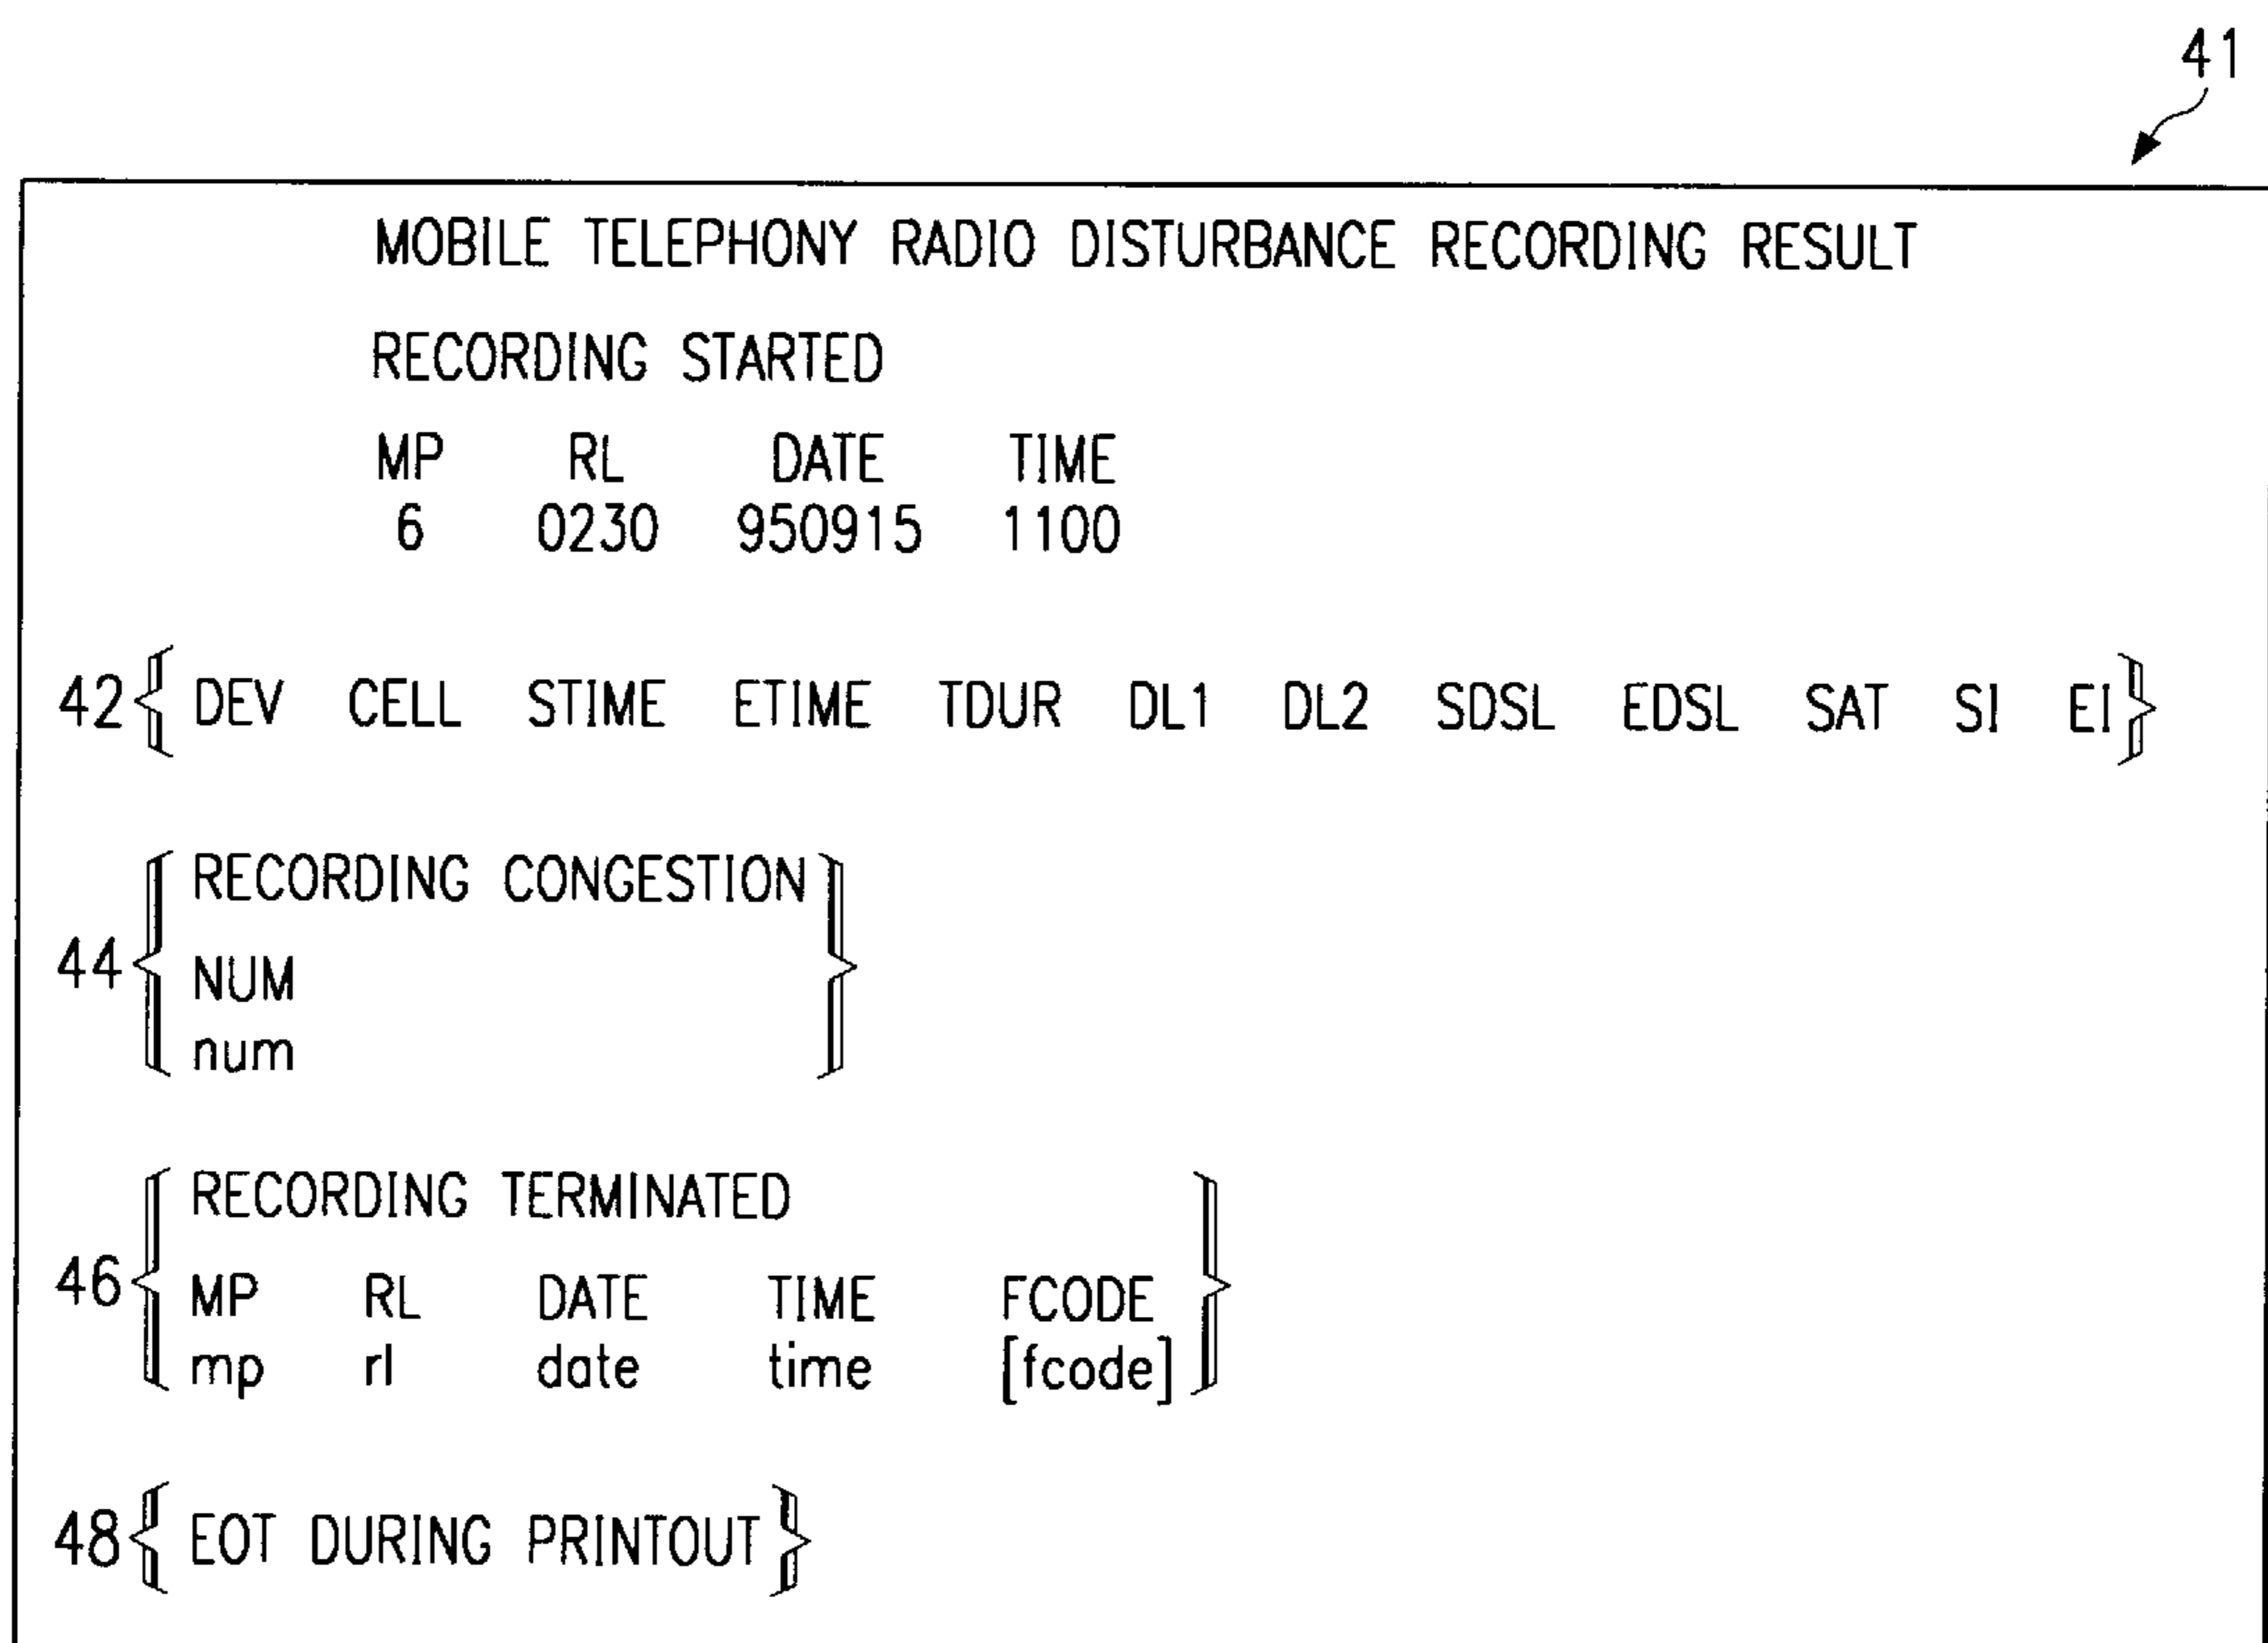 41
MOBILE TELEPHONY RADIO DISTURBANCE RECORDING RESULT
RECORDING STARTED
MP RL DATE TIME
6 0230 950915 1100
42 { DEV CELL STIME ETIME TDUR DL1 DL2 SDSL EDSL SAT SI EI }
RECORDING CONGESTION
44 { NUM }
num
RECORDING TERMINATED
46 { MP RL DATE TIME FCODE }
mp rl date time [fcode]
48 { EOT DURING PRINTOUT }